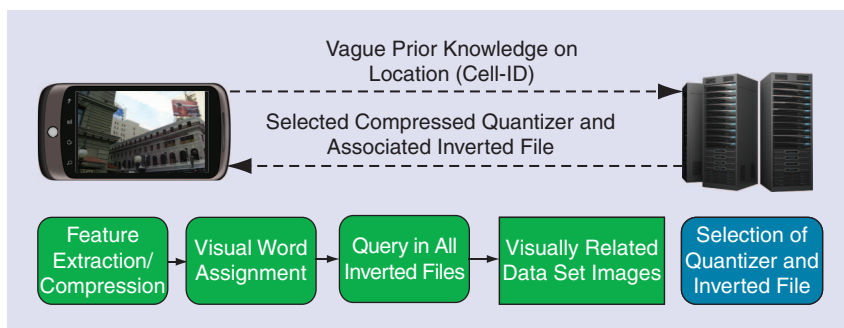 Vague Prior Knowledge on
Location (Cell-ID)
Selected Compressed Quantizer and
Associated Inverted File
Feature
Extraction/
Compression
Visual Word
Assignment
Query in All
Inverted Files
Visually Related
Data Set Images
Selection of
Quantizer and
Inverted File